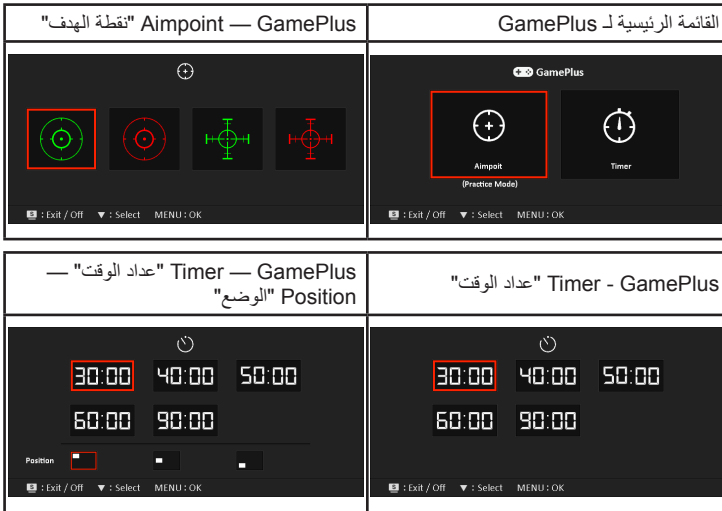 القائمة الرئيسية لـ GamePlus
Aimpoint — GamePlus "نقطة الهدف"
GamePlus
Aimpoit
(Practice Mode)
Timer
S : Exit / Off ▼ : Select MENU : OK
S : Exit / Off ▼ : Select MENU : OK
Timer - GamePlus "عداد الوقت"
Timer — GamePlus "عداد الوقت" —
Position "الوضع"
30:00 40:00 50:00
60:00 90:00
S : Exit / Off ▼ : Select MENU : OK
30:00 40:00 50:00
60:00 90:00
Position
S : Exit / Off ▼ : Select MENU : OK